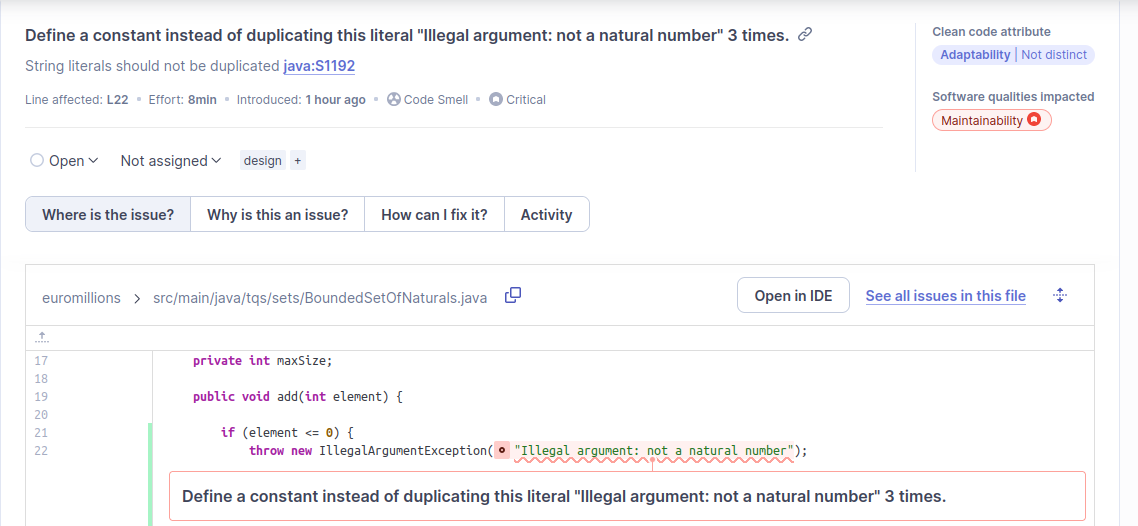 Define a constant instead of duplicating this literal "Illegal argument: not a natural number" 3 times.
String literals should not be duplicated java:S1192
Line affected: L22 • Effort: 8min • Introduced: 1 hour ago • Code Smell • Critical
Clean code attribute
Adaptability | Not distinct
Software qualities impacted
Maintainability
Open Not assigned design +
Where is the issue? Why is this an issue? How can I fix it? Activity
euromillions > src/main/java/tqs/sets/BoundedSetOfNaturals.java Open in IDE See all issues in this file
17 private int maxSize;
18
19 public void add(int element) {
20
21 if (element <= 0) {
22 throw new IllegalArgumentException("Illegal argument: not a natural number");
Define a constant instead of duplicating this literal "Illegal argument: not a natural number" 3 times.